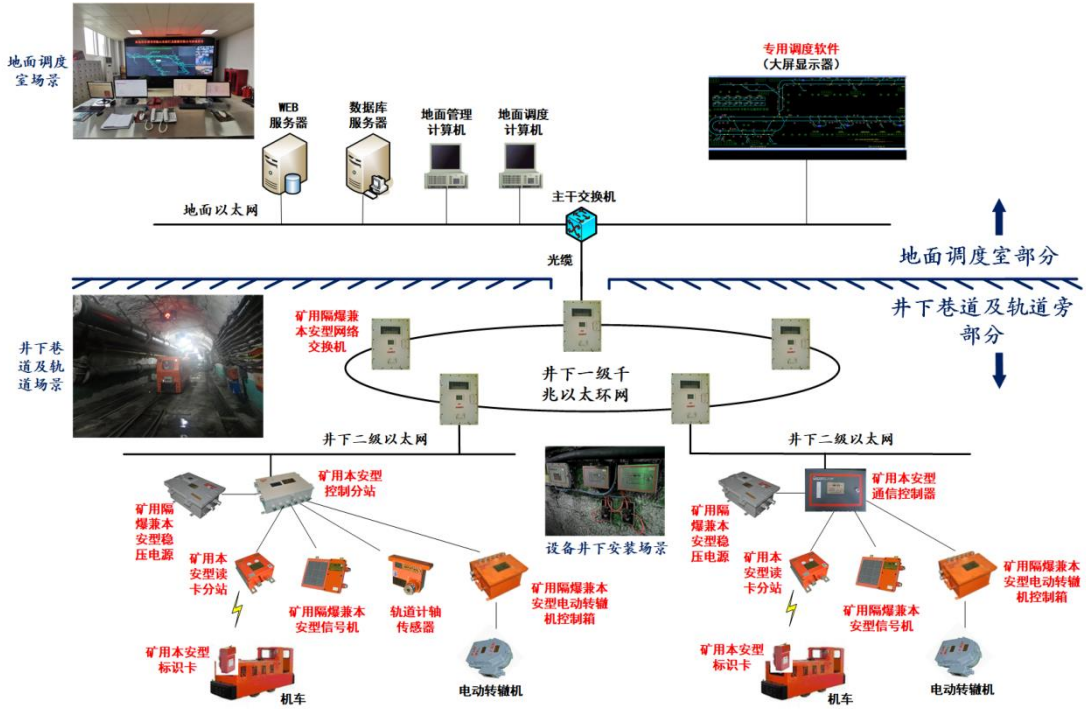 地面调度
室场景
专用调度软件
（大屏显示器）
WEB
服务器
数据库
服务器
地面管理
计算机
地面调度
计算机
主干交换机
地面以太网
光缆
地面调度室部分
井下巷道及轨道旁
部分
矿用隔爆兼
本安型网络
交换机
井下巷
道及轨
道场景
井下一级千
兆以太环网
井下二级以太网
井下二级以太网
矿用本安型
控制分站
矿用隔
爆兼本
安型稳
压电源
矿用本
安型读
卡分站
矿用隔爆兼本
安型信号机
轨道计轴
传感器
矿用隔爆兼本
安型电动转辙
机控制箱
设备井下安装场景
矿用本安型
通信控制器
矿用隔
爆兼本
安型稳
压电源
矿用本
安型读
卡分站
矿用隔爆兼本
安型信号机
矿用隔爆兼本
安型电动转辙
机控制箱
矿用本安型
标识卡
机车
电动转辙机
矿用本安型
标识卡
机车
电动转辙机